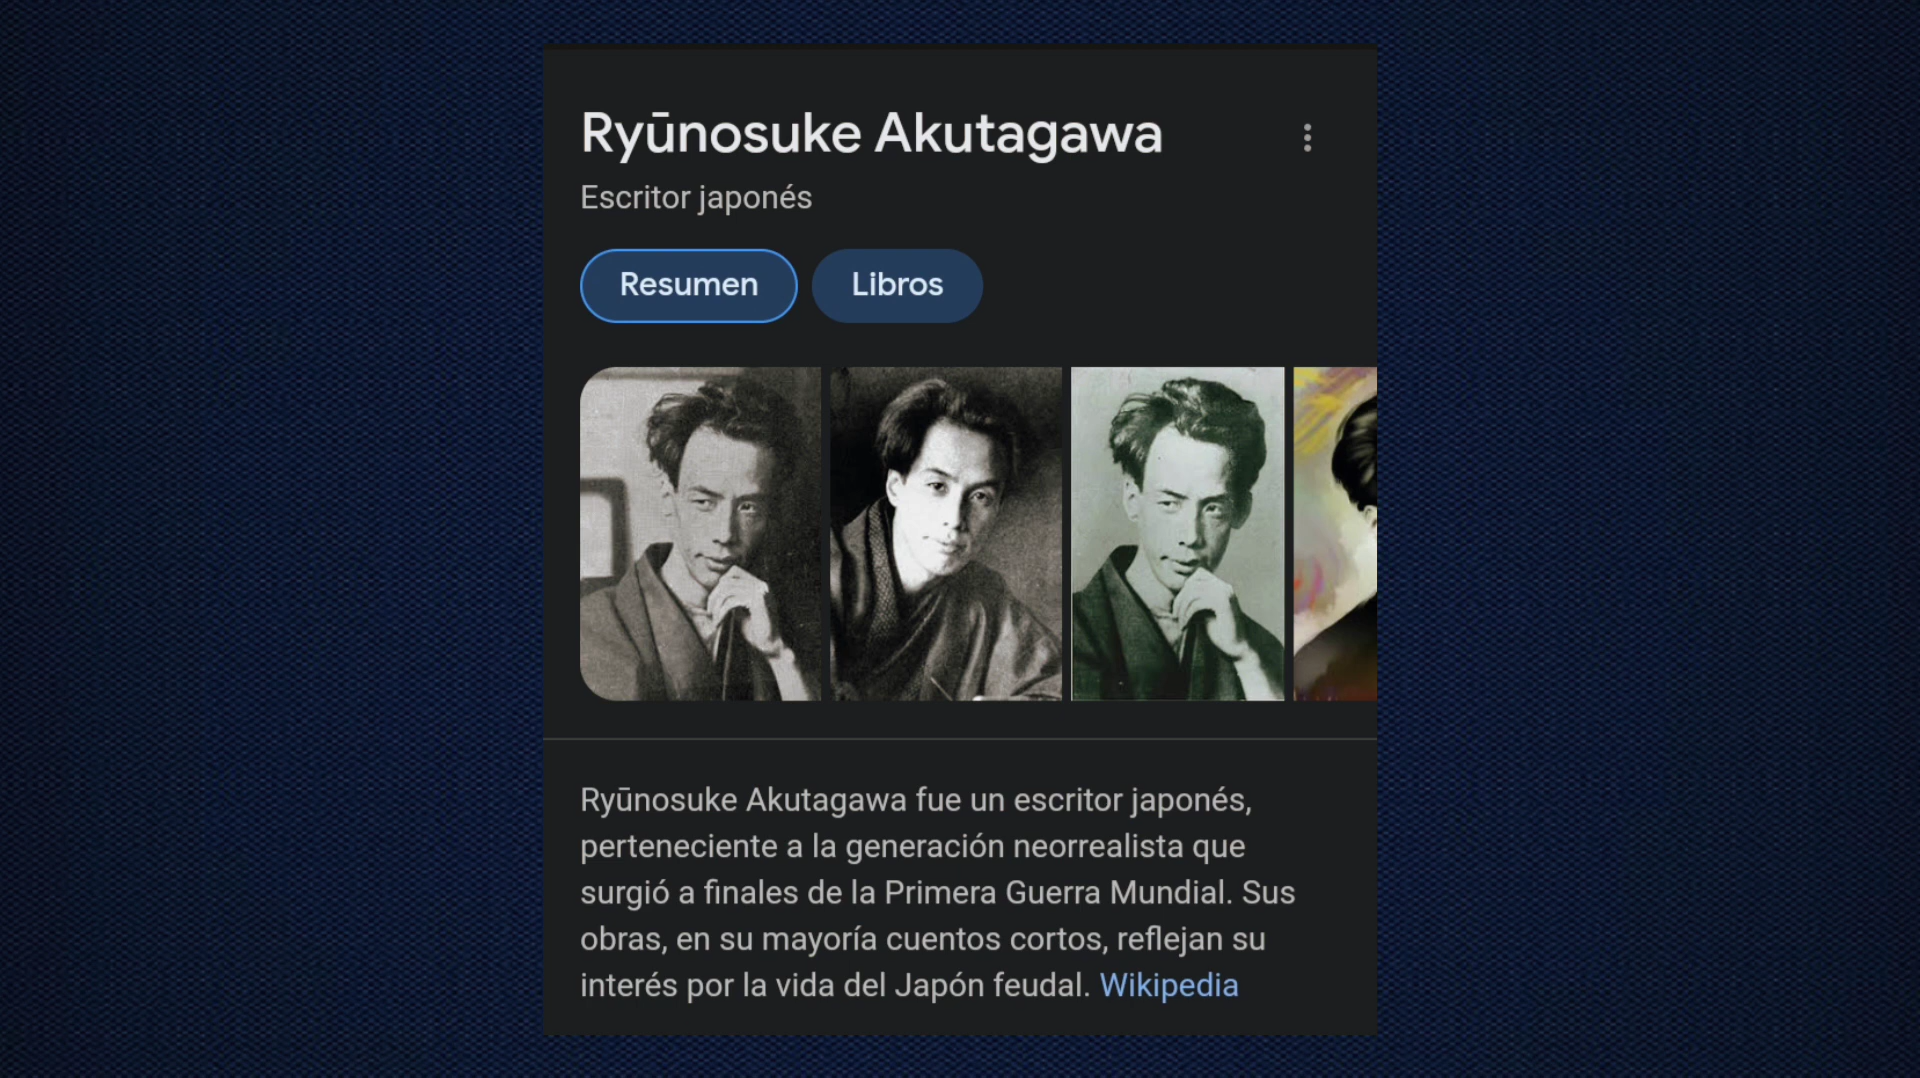 Ryūnosuke Akutagawa
Escritor japonés
Resumen
Libros
Ryūnosuke Akutagawa fue un escritor japonés,
perteneciente a la generación neorrealista que
surgió a finales de la Primera Guerra Mundial. Sus
obras, en su mayoría cuentos cortos, reflejan su
interés por la vida del Japón feudal. Wikipedia